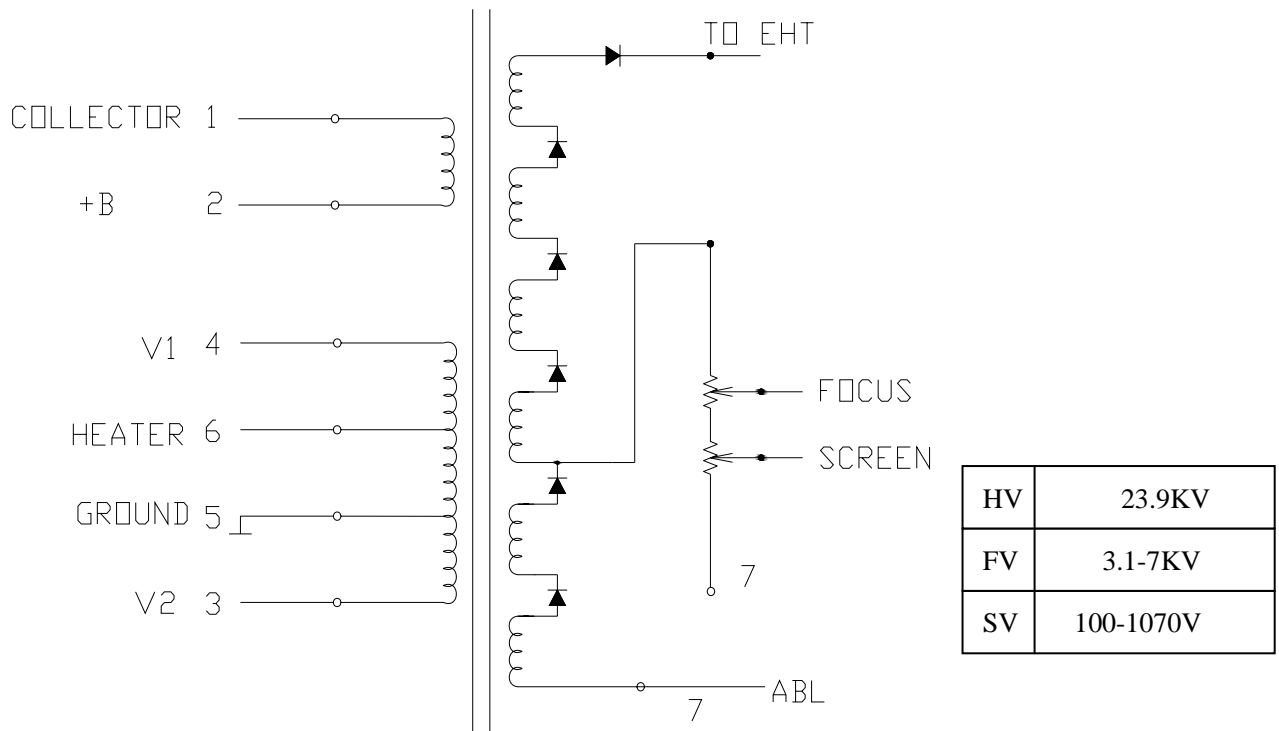 TO EHT
COLLECTOR 1
+B 2
V1 4
HEATER 6
GROUND 5
V2 3
FOCUS
SCREEN
7
7
ABL
HV 23.9KV
FV 3.1-7KV
SV 100-1070V